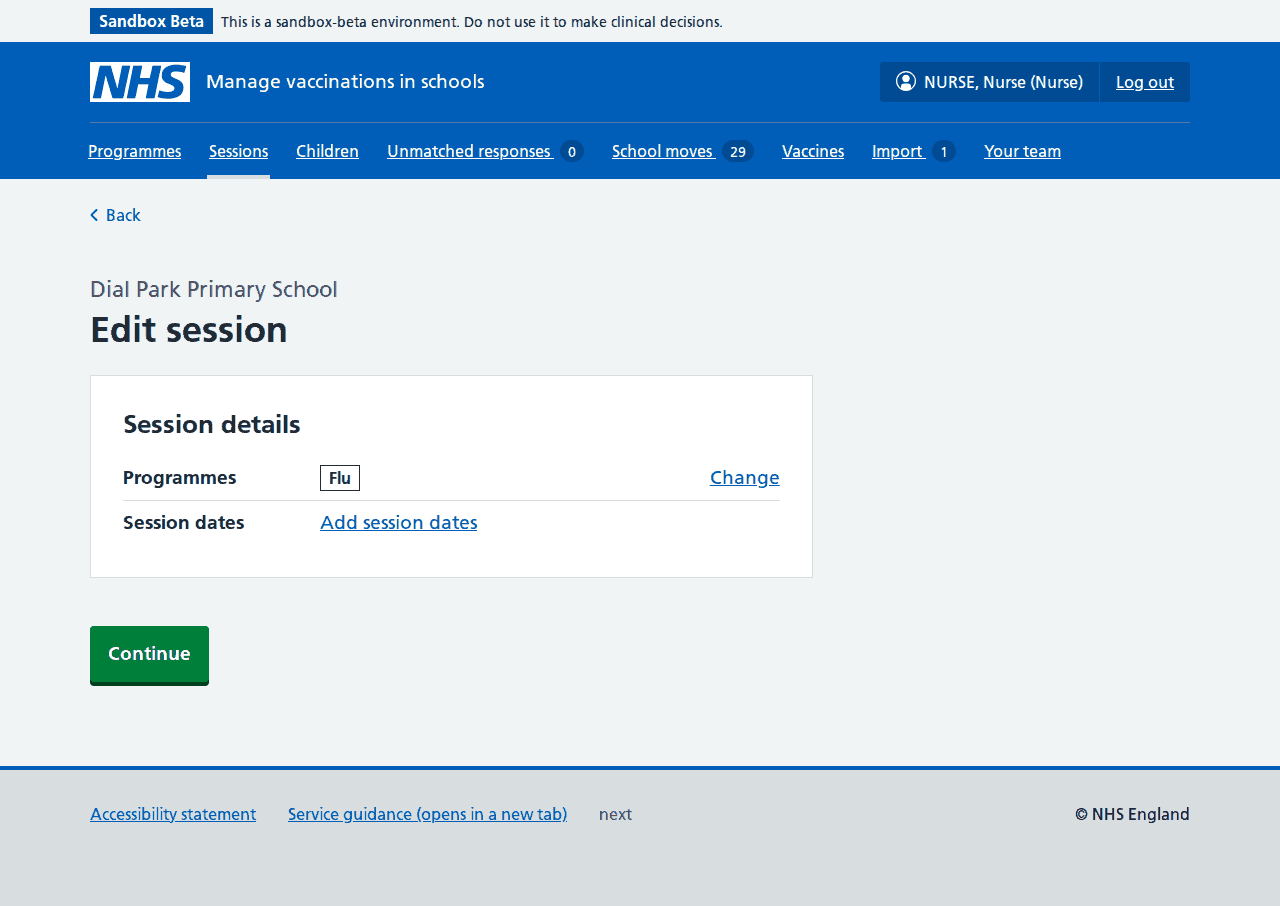 Sandbox Beta This is a sandbox-beta environment. Do not use it to make clinical decisions.
NHS Manage vaccinations in schools NURSE, Nurse (Nurse) Log out
Programmes Sessions Children Unmatched responses 0 School moves 29 Vaccines Import 1 Your team
Back
Dial Park Primary School
Edit session
Session details
Programmes Flu Change
Session dates Add session dates
Continue
Accessibility statement Service guidance (opens in a new tab) next © NHS England